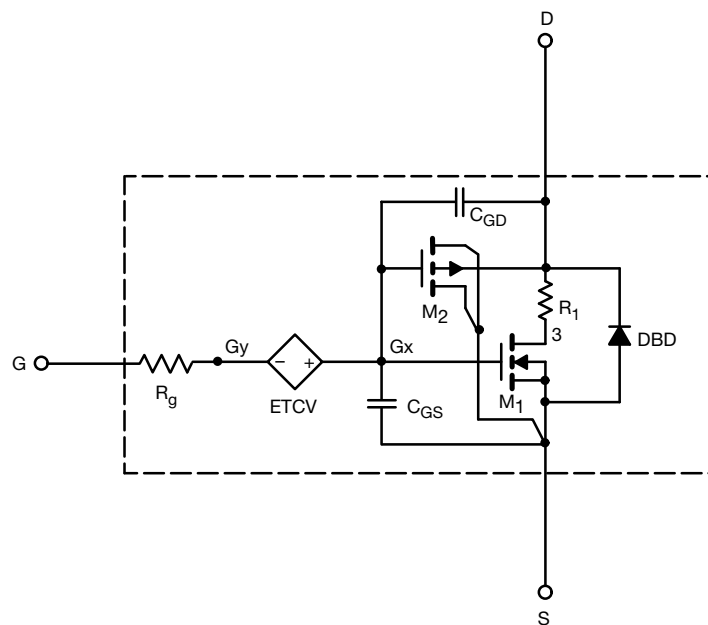 D
C_GD
M_2
R_1
3
DBD
Gy
Gx
G
R_g
− +
ETCV
C_GS
M_1
S